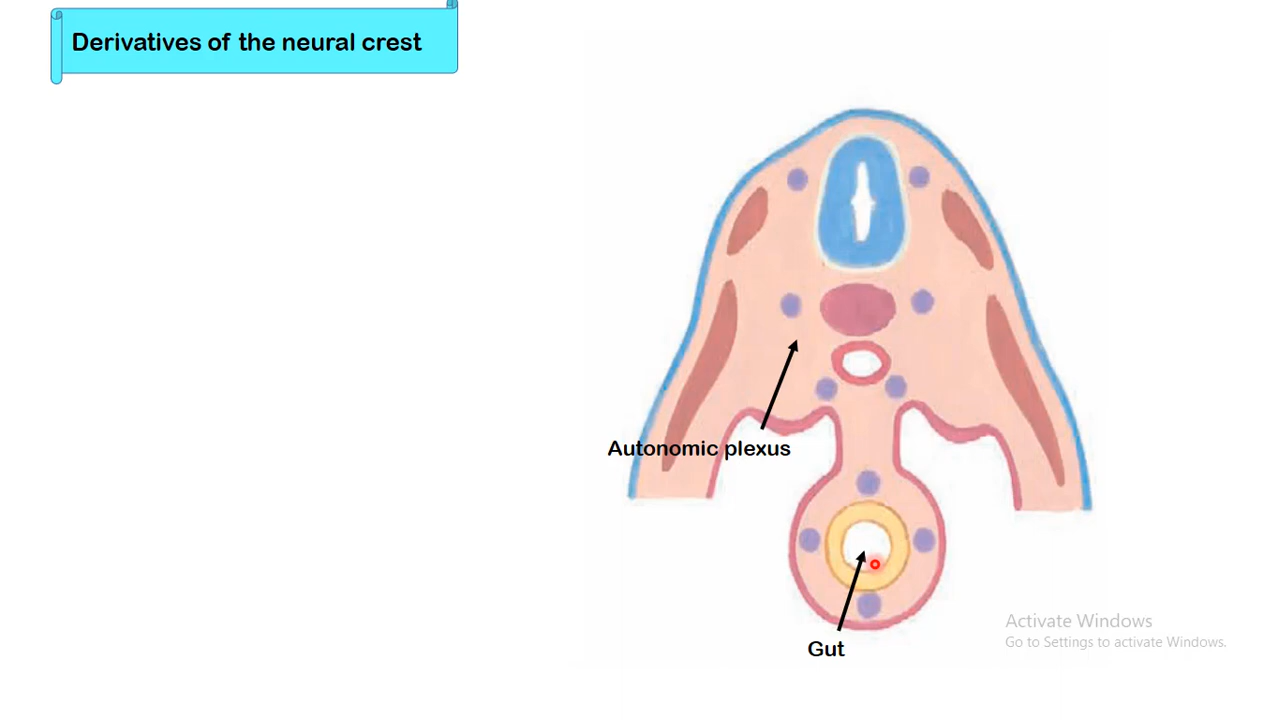 Derivatives of the neural crest
Autonomic plexus
Gut
Activate Windows
Go to Settings to activate Windows.